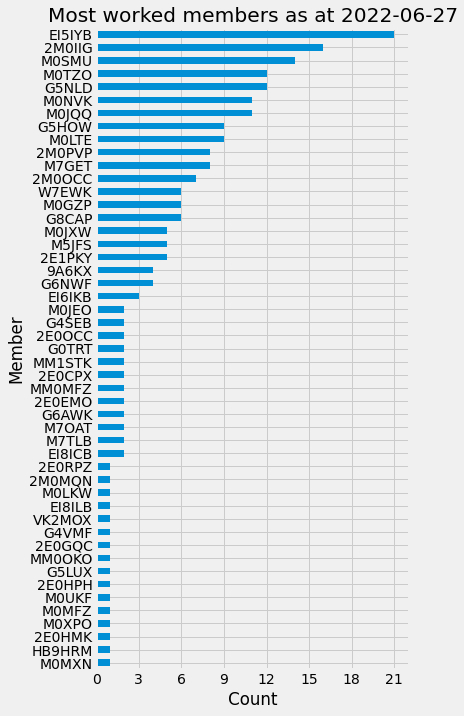 Most worked members as at 2022-06-27
EI5IYB
2M0IIG
M0SMU
M0TZO
G5NLD
M0NVK
M0JQQ
G5HOW
M0LTE
2M0PVP
M7GET
2M0OCC
W7EWK
M0GZP
G8CAP
M0JXW
M5JFS
2E1PKY
9A6KX
G6NWF
EI6IKB
M0JEO
G4SEB
2E0OCC
G0TRT
MM1STK
2E0CPX
MM0MFZ
2E0EMO
G6AWK
M7OAT
M7TLB
EI8ICB
2E0RPZ
2M0MQN
M0LKW
EI8ILB
VK2MOX
G4VMF
2E0GQC
MM0OKO
G5LUX
2E0HPH
M0UKF
M0MFZ
M0XPO
2E0HMK
HB9HRM
M0MXN
Member
0 3 6 9 12 15 18 21
Count